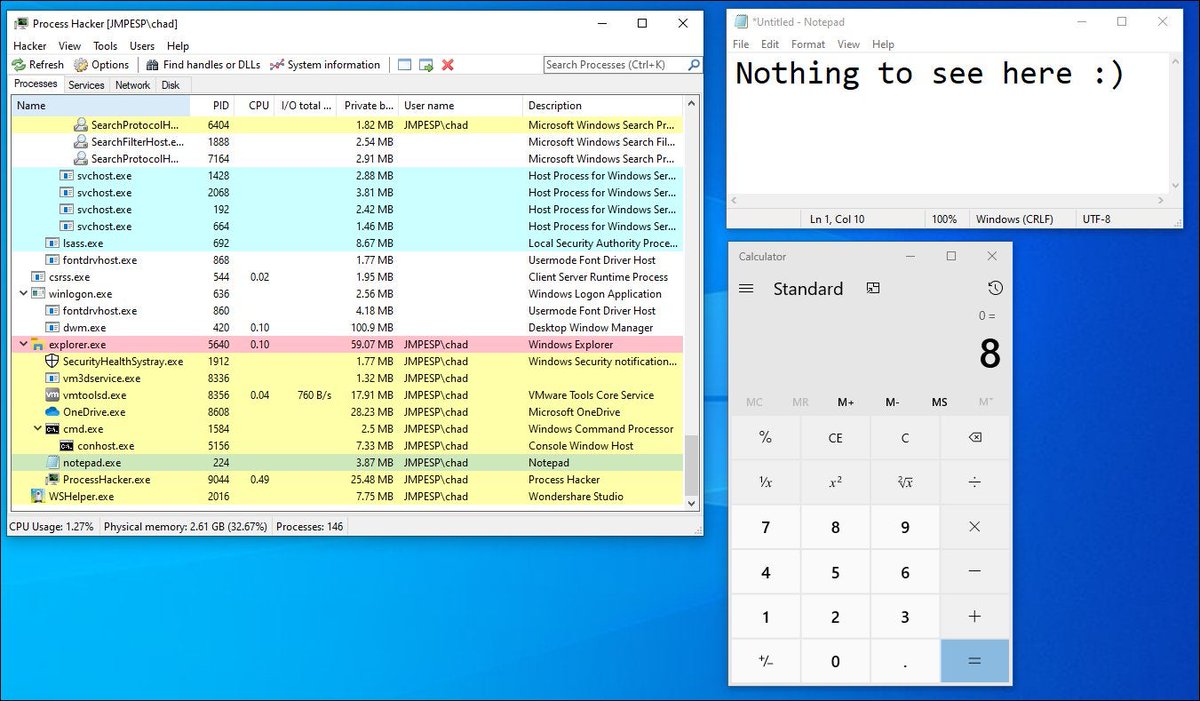 Process Hacker [JMPESP\chad]
Hacker View Tools Users Help
Refresh Options Find handles or DLLs System information Search Processes (Ctrl+K)
Processes Services Network Disk
Name PID CPU I/O total ... Private b... User name Description
SearchProtocolH... 6404 1.82 MB JMPESP\chad Microsoft Windows Search Pr...
SearchFilterHost.e... 1888 2.54 MB Microsoft Windows Search Fil...
SearchProtocolH... 7164 2.91 MB Microsoft Windows Search Pr...
svchost.exe 1428 2.88 MB Host Process for Windows Ser...
svchost.exe 2068 3.81 MB Host Process for Windows Ser...
svchost.exe 192 2.42 MB Host Process for Windows Ser...
svchost.exe 664 1.46 MB Host Process for Windows Ser...
lsass.exe 692 8.67 MB Local Security Authority Proce...
fontdrvhost.exe 868 1.77 MB Usermode Font Driver Host
csrss.exe 544 0.02 1.95 MB Client Server Runtime Process
winlogon.exe 636 2.56 MB Windows Logon Application
fontdrvhost.exe 860 4.18 MB Usermode Font Driver Host
dwm.exe 420 0.10 100.9 MB Desktop Window Manager
explorer.exe 5640 0.10 59.07 MB JMPESP\chad Windows Explorer
SecurityHealthSystray.exe 1912 1.77 MB JMPESP\chad Windows Security notification...
vm3dservice.exe 8336 1.32 MB JMPESP\chad
vm vmtoolsd.exe 8356 0.04 760 B/s 17.91 MB JMPESP\chad VMware Tools Core Service
OneDrive.exe 8608 28.23 MB JMPESP\chad Microsoft OneDrive
cmd.exe 1584 2.5 MB JMPESP\chad Windows Command Processor
conhost.exe 5156 7.33 MB JMPESP\chad Console Window Host
notepad.exe 224 3.87 MB JMPESP\chad Notepad
ProcessHacker.exe 9044 0.49 25.48 MB JMPESP\chad Process Hacker
WSHelper.exe 2016 7.75 MB JMPESP\chad Wondershare Studio
CPU Usage: 1.27% Physical memory: 2.61 GB (32.67%) Processes: 146
*Untitled - Notepad
File Edit Format View Help
Nothing to see here :)
Ln 1, Col 10 100% Windows (CRLF) UTF-8
Calculator
Standard
0 =
8
MC MR M+ M- MS M˅
% CE C ⌫
¹/x x² ²√x ÷
7 8 9 ×
4 5 6 −
1 2 3 +
+/− 0 . =